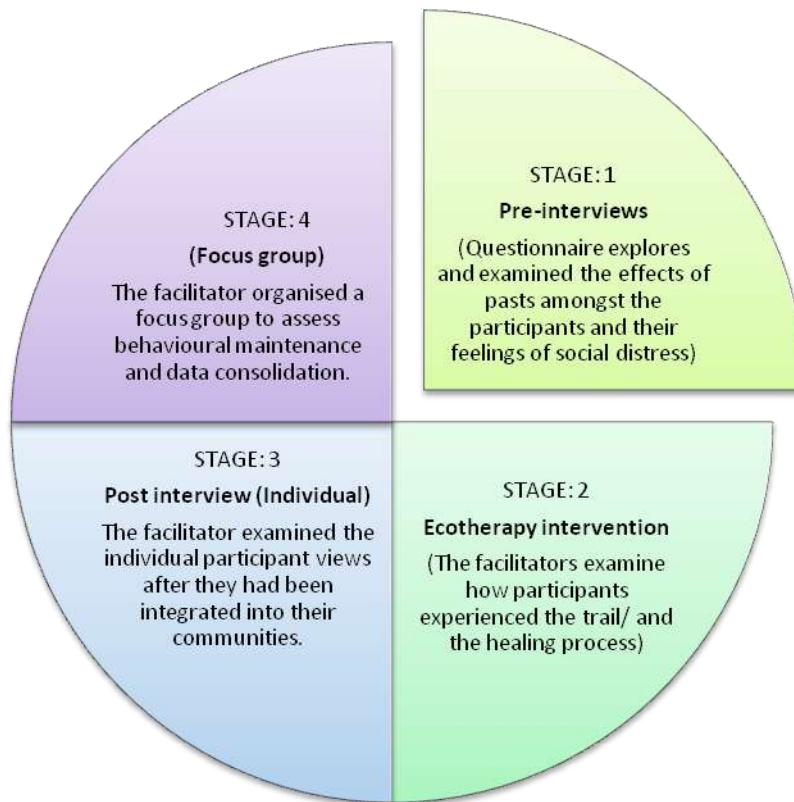 STAGE: 1
Pre-interviews
(Questionnaire explores
and examined the effects of
pasts amongst the
participants and their
feelings of social distress)
STAGE: 2
Ecotherapy intervention
(The facilitators examine
how participants
experienced the trail/ and
the healing process)
STAGE: 3
Post interview (Individual)
The facilitator examined the
individual participant views
after they had been
integrated into their
communities.
STAGE: 4
(Focus group)
The facilitator organised a
focus group to assess
behavioural maintenance
and data consolidation.